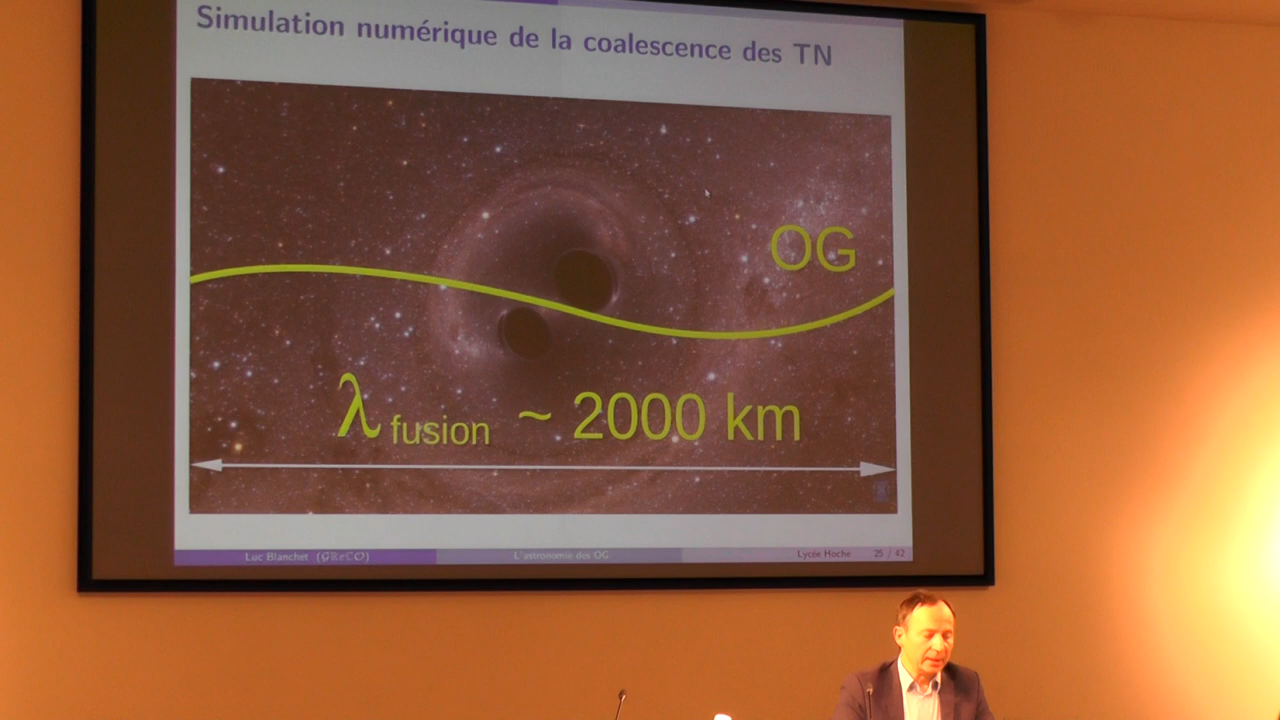 Simulation numérique de la coalescence des TN
OG
λ fusion ~ 2000 km
Luc Blanchet (GReCO) L'astronomie des OG Lycée Hoche 25 / 42